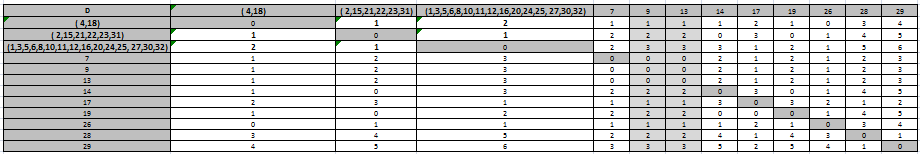 D ( 4,18) ( 2,15,21,22,23,31) (1,3,5,6,8,10,11,12,16,20,24,25, 27,30,32) 7 9 13 14 17 19 26 28 29
( 4,18) 0 1 2 1 1 1 1 2 1 0 3 4
( 2,15,21,22,23,31) 1 0 1 2 2 2 0 3 0 1 4 5
(1,3,5,6,8,10,11,12,16,20,24,25, 27,30,32) 2 1 0 2 3 3 3 1 2 1 5 6
7 1 2 3 0 0 0 2 1 2 1 2 3
9 1 2 3 0 0 0 2 1 2 1 2 3
13 1 2 3 0 0 0 2 1 2 1 2 3
14 1 0 3 2 2 2 0 3 0 1 4 5
17 2 3 1 1 1 1 3 0 3 2 1 2
19 1 0 2 2 2 2 0 0 0 1 4 5
26 0 1 1 1 1 1 1 2 1 0 3 4
28 3 4 5 2 2 2 4 1 4 3 0 1
29 4 5 6 3 3 3 5 2 5 4 1 0